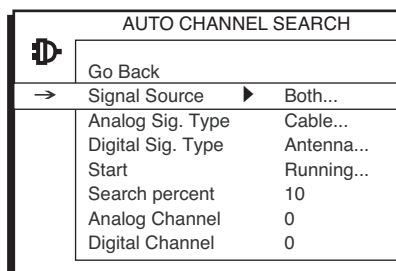 AUTO CHANNEL SEARCH
Go Back
→ Signal Source ▶ Both...
Analog Sig. Type Cable...
Digital Sig. Type Antenna...
Start Running...
Search percent 10
Analog Channel 0
Digital Channel 0